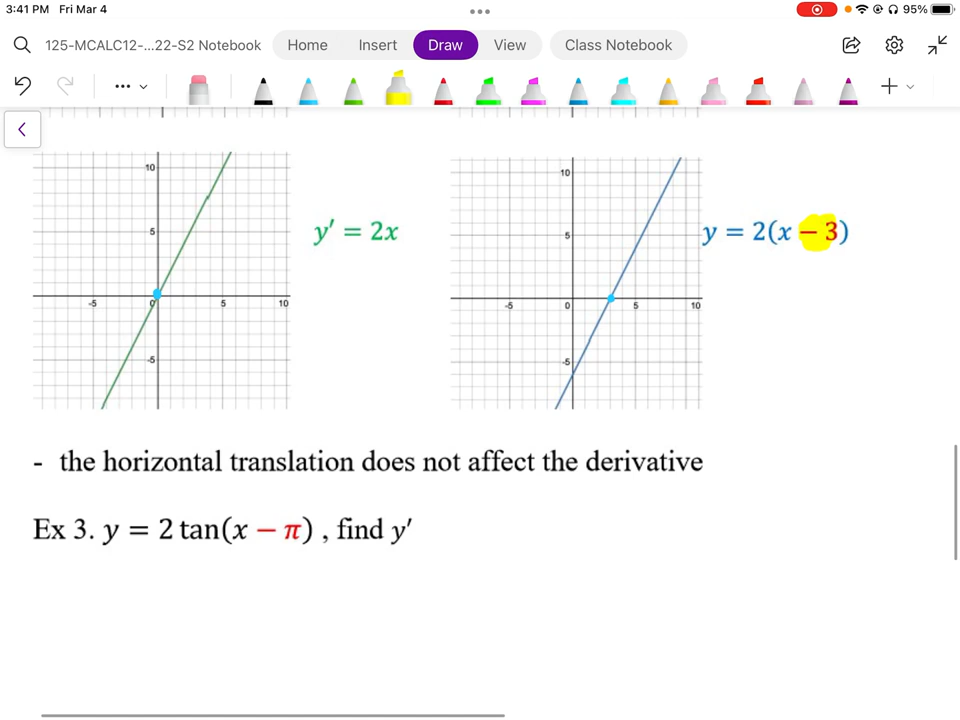 3:41 PM Fri Mar 4 95%
125-MCALC12-...22-S2 Notebook Home Insert Draw View Class Notebook
10
5
-5 0 5 10
-5
y′ = 2x
10
5
-5 0 5 10
-5
y = 2(x − 3)
- the horizontal translation does not affect the derivative
Ex 3. y = 2 tan(x − π) , find y′